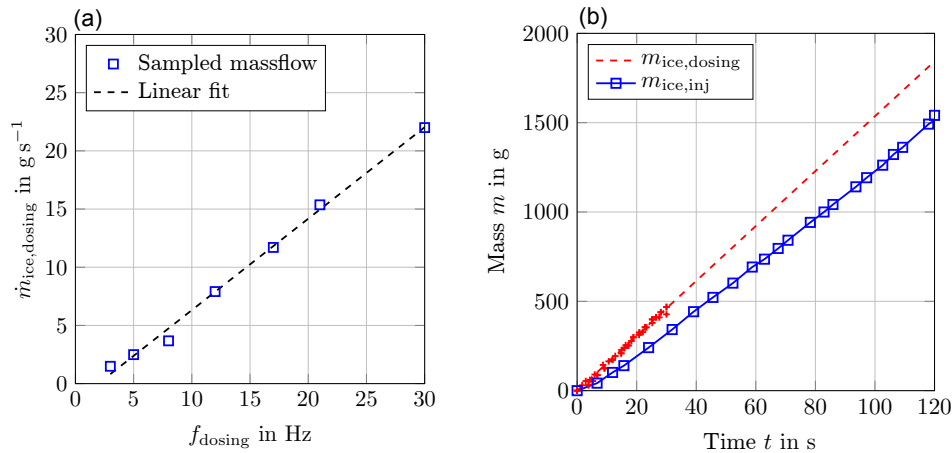 (a)
30
25
20
15
10
5
0
0 5 10 15 20 25 30
ṁice,dosing in g s−1
fdosing in Hz
Sampled massflow
Linear fit
(b)
2000
1500
1000
500
0
0 20 40 60 80 100 120
Mass m in g
Time t in s
mice,dosing
mice,inj